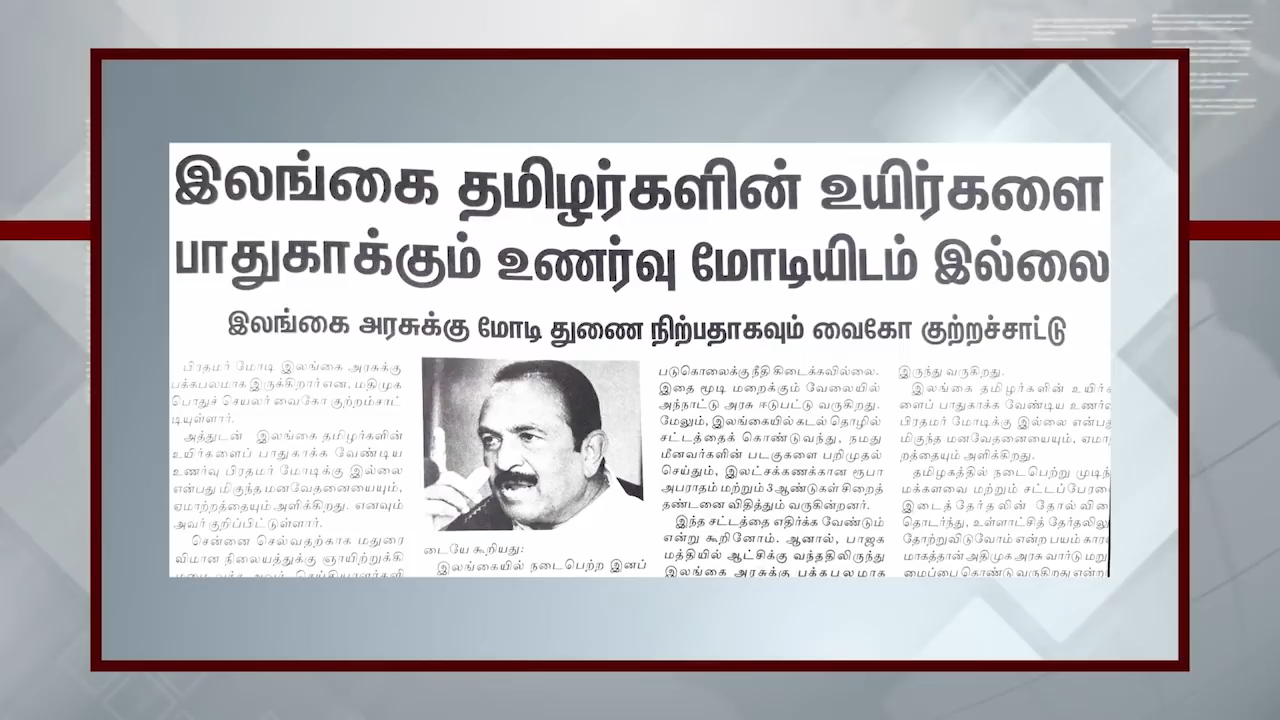 இலங்கை தமிழர்களின் உயிர்களை
பாதுகாக்கும் உணர்வு மோடியிடம் இல்லை
இலங்கை அரசுக்கு மோடி துணை நிற்பதாகவும் வைகோ குற்றச்சாட்டு
பிரதமர் மோடி இலங்கை அரசுக்கு
பக்கபலமாக இருக்கிறார் என, மதிமுக
பொதுச் செயலர் வைகோ குற்றம்சாட்
டியுள்ளார்.
அத்துடன் இலங்கை தமிழர்களின்
உயிர்களைப் பாதுகாக்க வேண்டிய
உணர்வு பிரதமர் மோடிக்கு இல்லை
என்பது மிகுந்த மனவேதனையையும்,
ஏமாற்றத்தையும் அளிக்கிறது. எனவும்
அவர் குறிப்பிட்டுள்ளார்.
சென்னை செல்வதற்காக மதுரை
விமான நிலையத்துக்கு ஞாயிற்றுக்கி
டையே கூறியது:
இலங்கையில் நடைபெற்ற இனப்
படுகொலைக்கு நீதி கிடைக்கவில்லை.
இதை மூடி மறைக்கும் வேலையில்
அந்நாட்டு அரசு ஈடுபட்டு வருகிறது.
மேலும், இலங்கையில் கடல் தொழில்
சட்டத்தைக் கொண்டுவந்து, நமது
மீனவர்களின் படகுகளை பறிமுதல்
செய்தும், இலட்சக்கணக்கான ரூபா
அபராதம் மற்றும் 3 ஆண்டுகள் சிறைத்
தண்டனை விதித்தும் வருகின்றனர்.
இந்த சட்டத்தை எதிர்க்க வேண்டும்
என்று கூறினோம். ஆனால், பாஜக
மத்தியில் ஆட்சிக்கு வந்ததிலிருந்து
இலங்கை அரசுக்கு பக்கபலமாக
இருந்து வருகிறது.
இலங்கை தமிழர்களின் உயிர்க
ளைப் பாதுகாக்க வேண்டிய உணர்வு
பிரதமர் மோடிக்கு இல்லை என்பது
மிகுந்த மனவேதனையையும், ஏமாற்
றத்தையும் அளிக்கிறது.
தமிழகத்தில் நடைபெற்று முடிந்
மக்களவை மற்றும் சட்டப்பேரவை
இடைத் தேர்தலின் தோல்வி
தொடர்ந்து, உள்ளாட்சித் தேர்தலிலு
தோற்றுவிடுவோம் என்ற பயம் கார
மாகத்தான் அதிமுக அரசு வார்டு மறு
மைப்பை கொண்டு வருகிறது